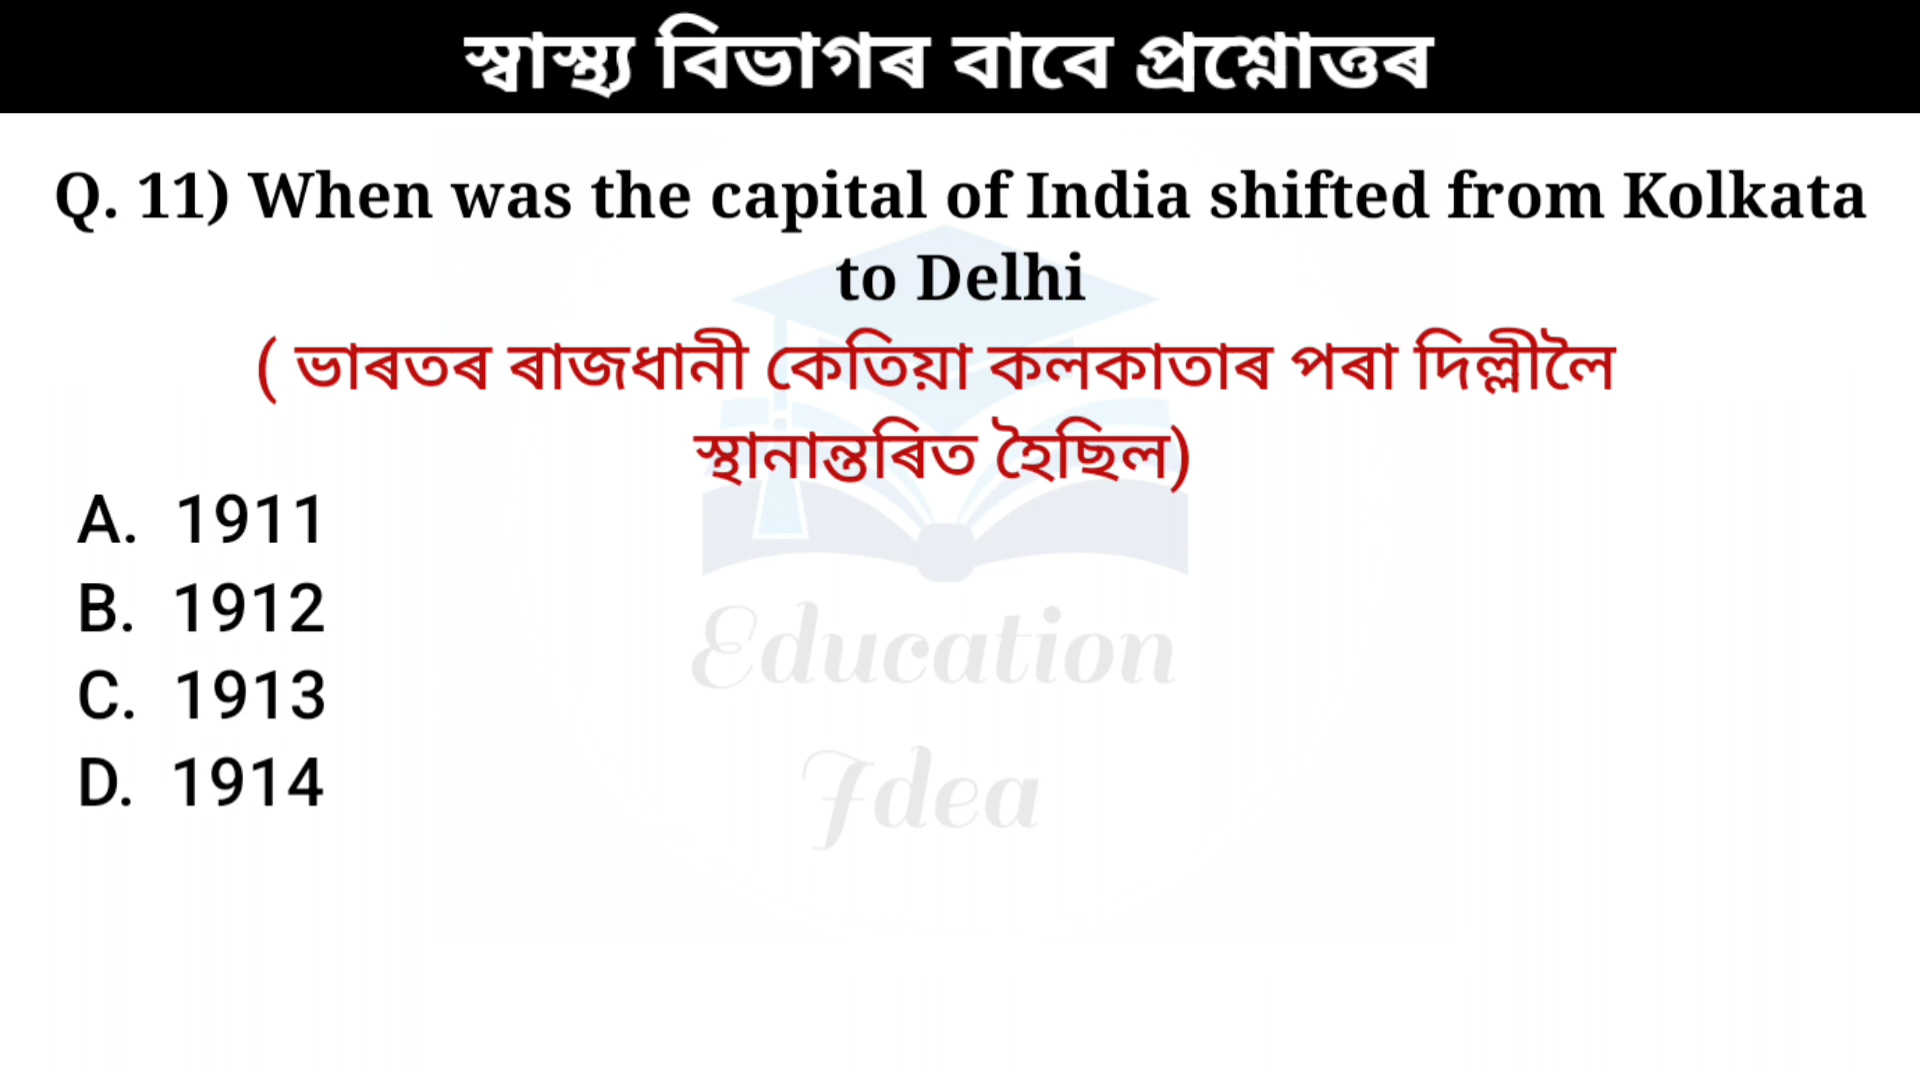 স্বাস্থ্য বিভাগৰ বাবে প্ৰশ্নোত্তৰ
Q. 11) When was the capital of India shifted from Kolkata
to Delhi
( ভাৰতৰ ৰাজধানী কেতিয়া কলকাতাৰ পৰা দিল্লীলৈ
স্থানান্তৰিত হৈছিল)
A. 1911
B. 1912
C. 1913
D. 1914
Education
Idea